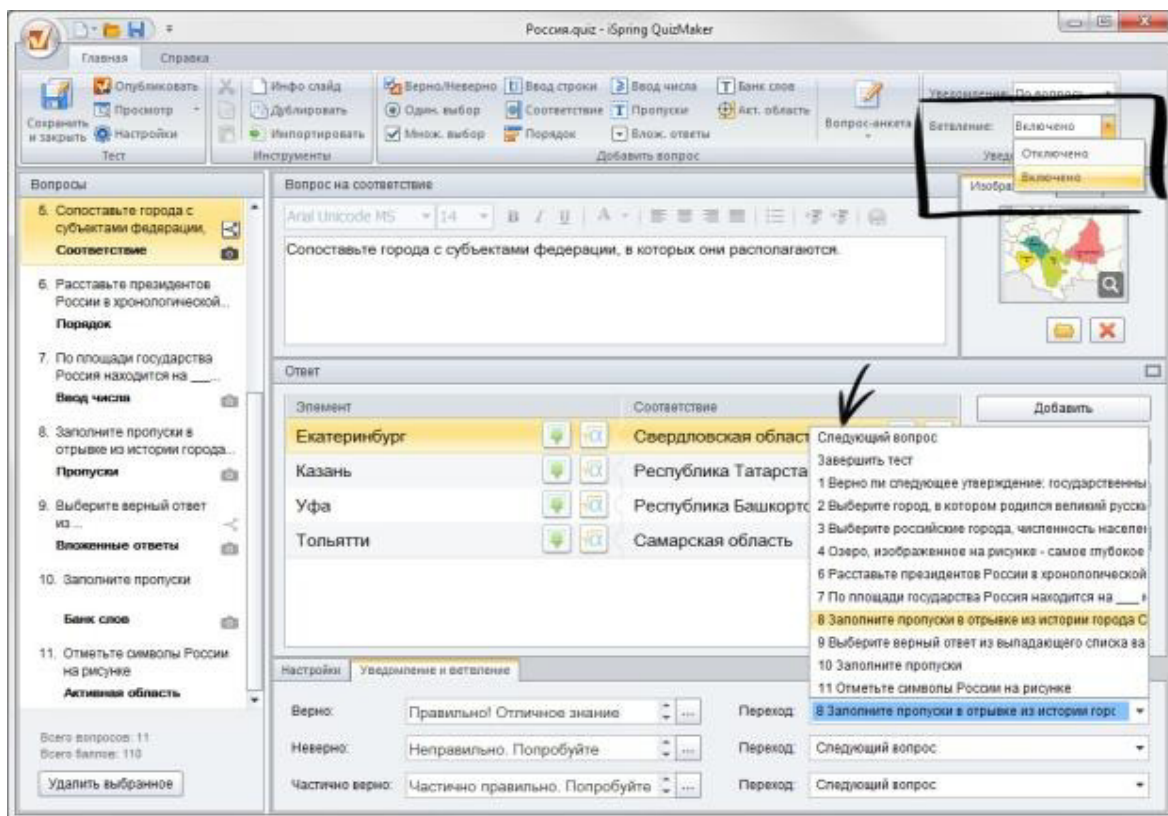 Россия.quiz - iSpring QuizMaker
Главная Справка
Сохранить и закрыть
Опубликовать
Просмотр
Настройки
Тест
Инфо слайд
Дублировать
Импортировать
Инструменты
Верно/Неверно Ввод строки Ввод числа Банк слов
Один. выбор Соответствие Пропуски Акт. область
Множ. выбор Порядок Влож. ответы
Вопрос-анкета
Добавить вопрос
Уведомление: По вопросу
Ветвление: Включено
Отключено
Включено
Вопросы
5. Сопоставьте города с
субъектами федерации,
Соответствие
6. Расставьте президентов
России в хронологической...
Порядок
7. По площади государства
Россия находится на ___...
Ввод числа
8. Заполните пропуски в
отрывке из истории города...
Пропуски
9. Выберите верный ответ
из ...
Вложенные ответы
10. Заполните пропуски
Банк слов
11. Отметьте символы России
на рисунке
Активная область
Всего вопросов: 11
Всего баллов: 110
Удалить выбранное
Вопрос на соответствие
Arial Unicode MS 14 B I U A
Сопоставьте города с субъектами федерации, в которых они располагаются.
Ответ
Элемент Соответствие
Добавить
Екатеринбург Свердловская област
Казань Республика Татарста
Уфа Республика Башкорто
Тольятти Самарская область
Следующий вопрос
Завершить тест
1 Верно ли следующее утверждение: государственны
2 Выберите город, в котором родился великий русски
3 Выберите российские города, численность населен
4 Озеро, изображенное на рисунке - самое глубокое
6 Расставьте президентов России в хронологической
7 По площади государства Россия находится на ___
8 Заполните пропуски в отрывке из истории города С
9 Выберите верный ответ из выпадающего списка ва
10 Заполните пропуски
11 Отметьте символы России на рисунке
Настройки Уведомление и ветвление
Верно: Правильно! Отличное знание ... Переход: 8 Заполните пропуски в отрывке из истории горо
Неверно: Неправильно. Попробуйте ... Переход: Следующий вопрос
Частично верно: Частично правильно. Попробуйте ... Переход: Следующий вопрос